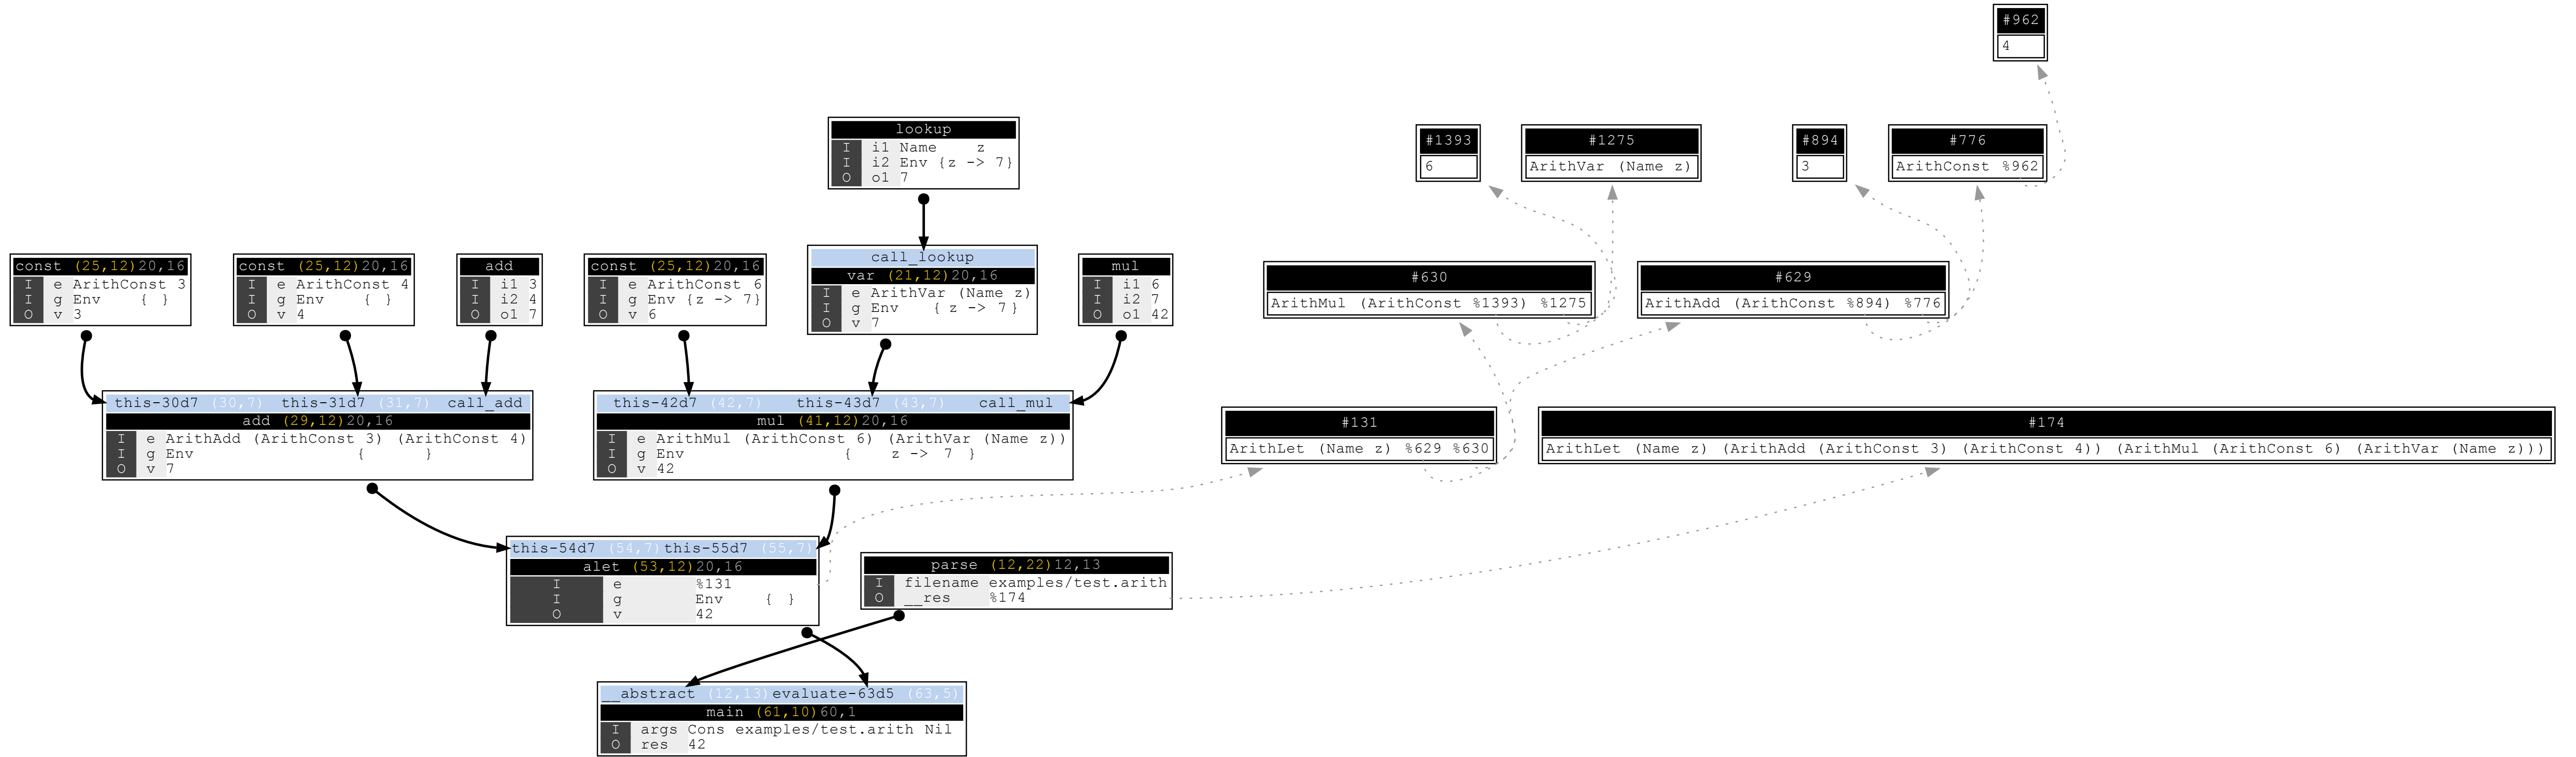 #962
4
lookup
I i1 Name z
I i2 Env {z -> 7}
O o1 7
#1393
6
#1275
ArithVar (Name z)
#894
3
#776
ArithConst %962
const (25,12)20,16
I e ArithConst 3
I g Env { }
O v 3
const (25,12)20,16
I e ArithConst 4
I g Env { }
O v 4
add
I i1 3
I i2 4
O o1 7
const (25,12)20,16
I e ArithConst 6
I g Env {z -> 7}
O v 6
call_lookup
var (21,12)20,16
I e ArithVar (Name z)
I g Env { z -> 7 }
O v 7
mul
I i1 6
I i2 7
O o1 42
#630
ArithMul (ArithConst %1393) %1275
#629
ArithAdd (ArithConst %894) %776
this-30d7 (30,7) this-31d7 (31,7) call_add
add (29,12)20,16
I e ArithAdd (ArithConst 3) (ArithConst 4)
I g Env { }
O v 7
this-42d7 (42,7) this-43d7 (43,7) call_mul
mul (41,12)20,16
I e ArithMul (ArithConst 6) (ArithVar (Name z))
I g Env { z -> 7 }
O v 42
#131
ArithLet (Name z) %629 %630
#174
ArithLet (Name z) (ArithAdd (ArithConst 3) (ArithConst 4)) (ArithMul (ArithConst 6) (ArithVar (Name z)))
this-54d7 (54,7) this-55d7 (55,7)
alet (53,12)20,16
I e %131
I g Env { }
O v 42
parse (12,22)12,13
I filename examples/test.arith
O __res %174
__abstract (12,13) evaluate-63d5 (63,5)
main (61,10)60,1
I args Cons examples/test.arith Nil
O res 42